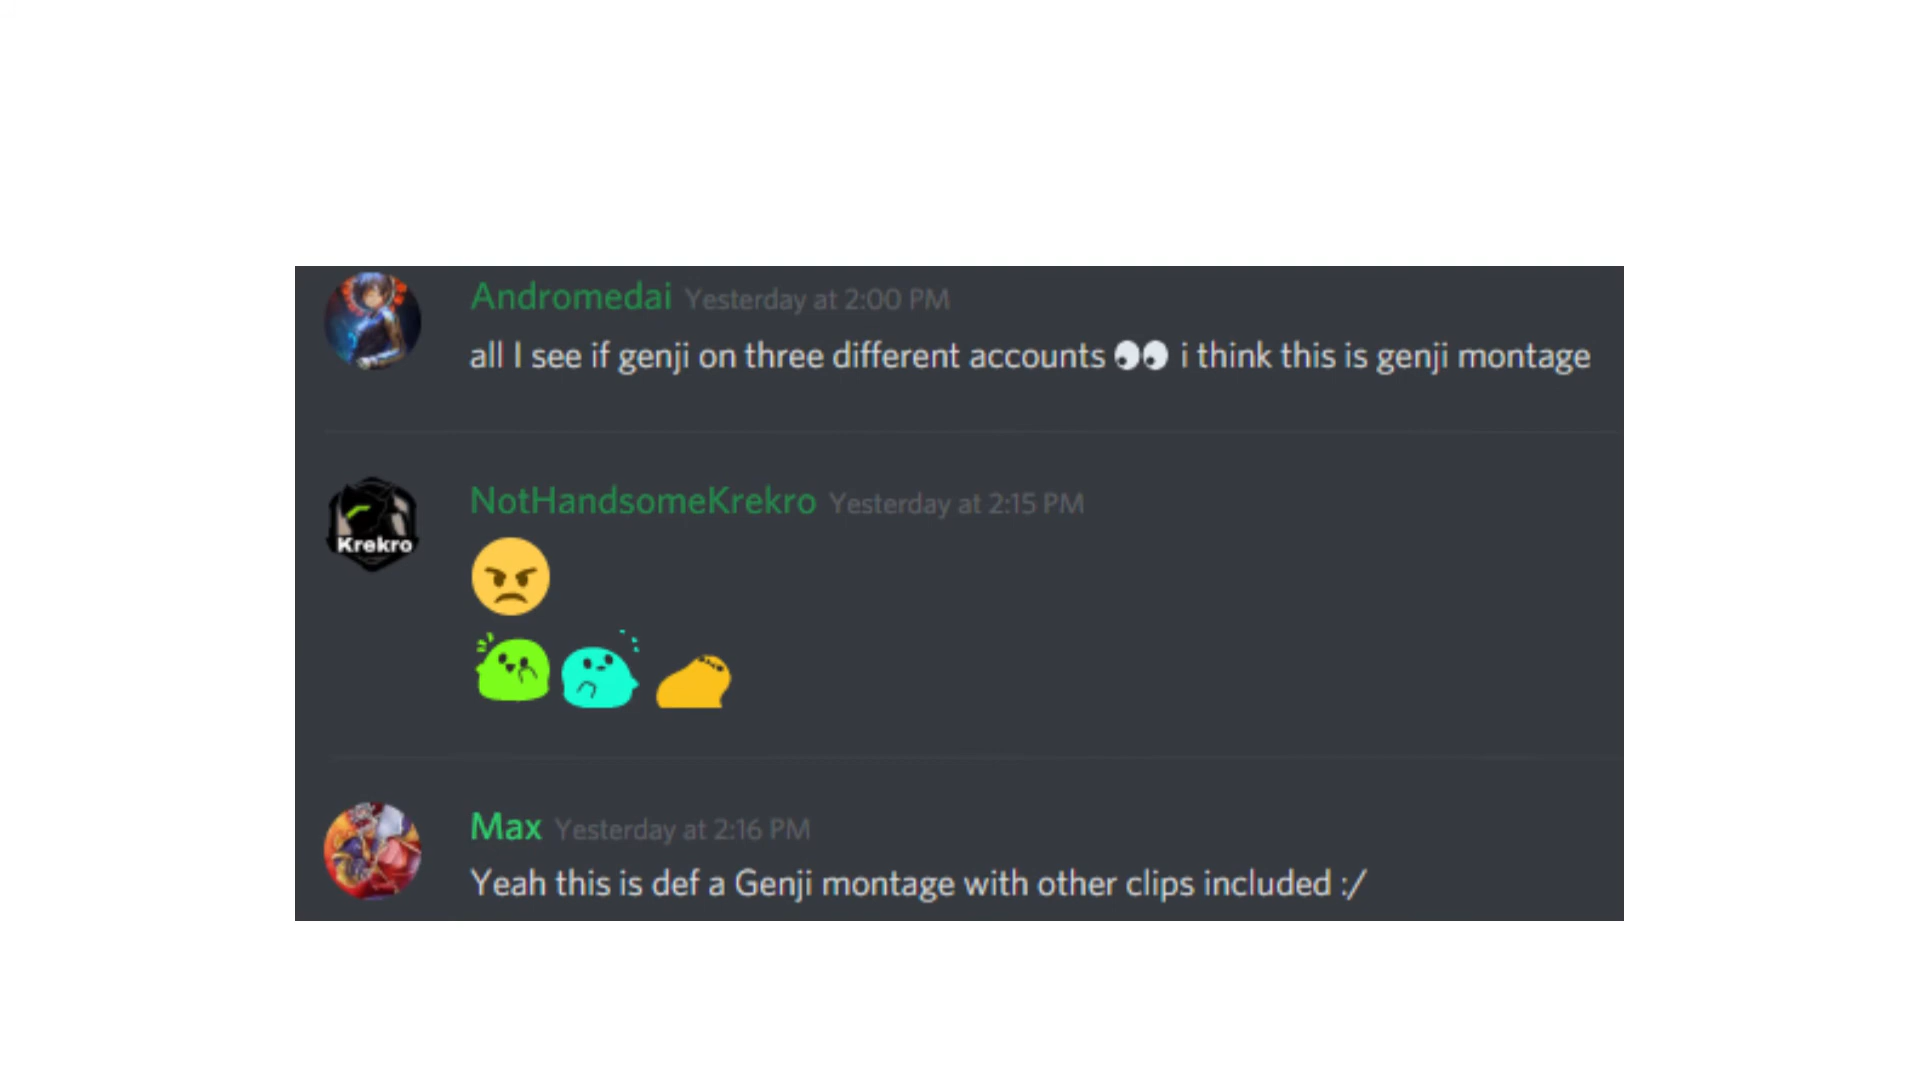 Andromedai Yesterday at 2:00 PM
all I see if genji on three different accounts 👀 i think this is genji montage
NotHandsomeKrekro Yesterday at 2:15 PM
Krekro
😠
Max Yesterday at 2:16 PM
Yeah this is def a Genji montage with other clips included :/